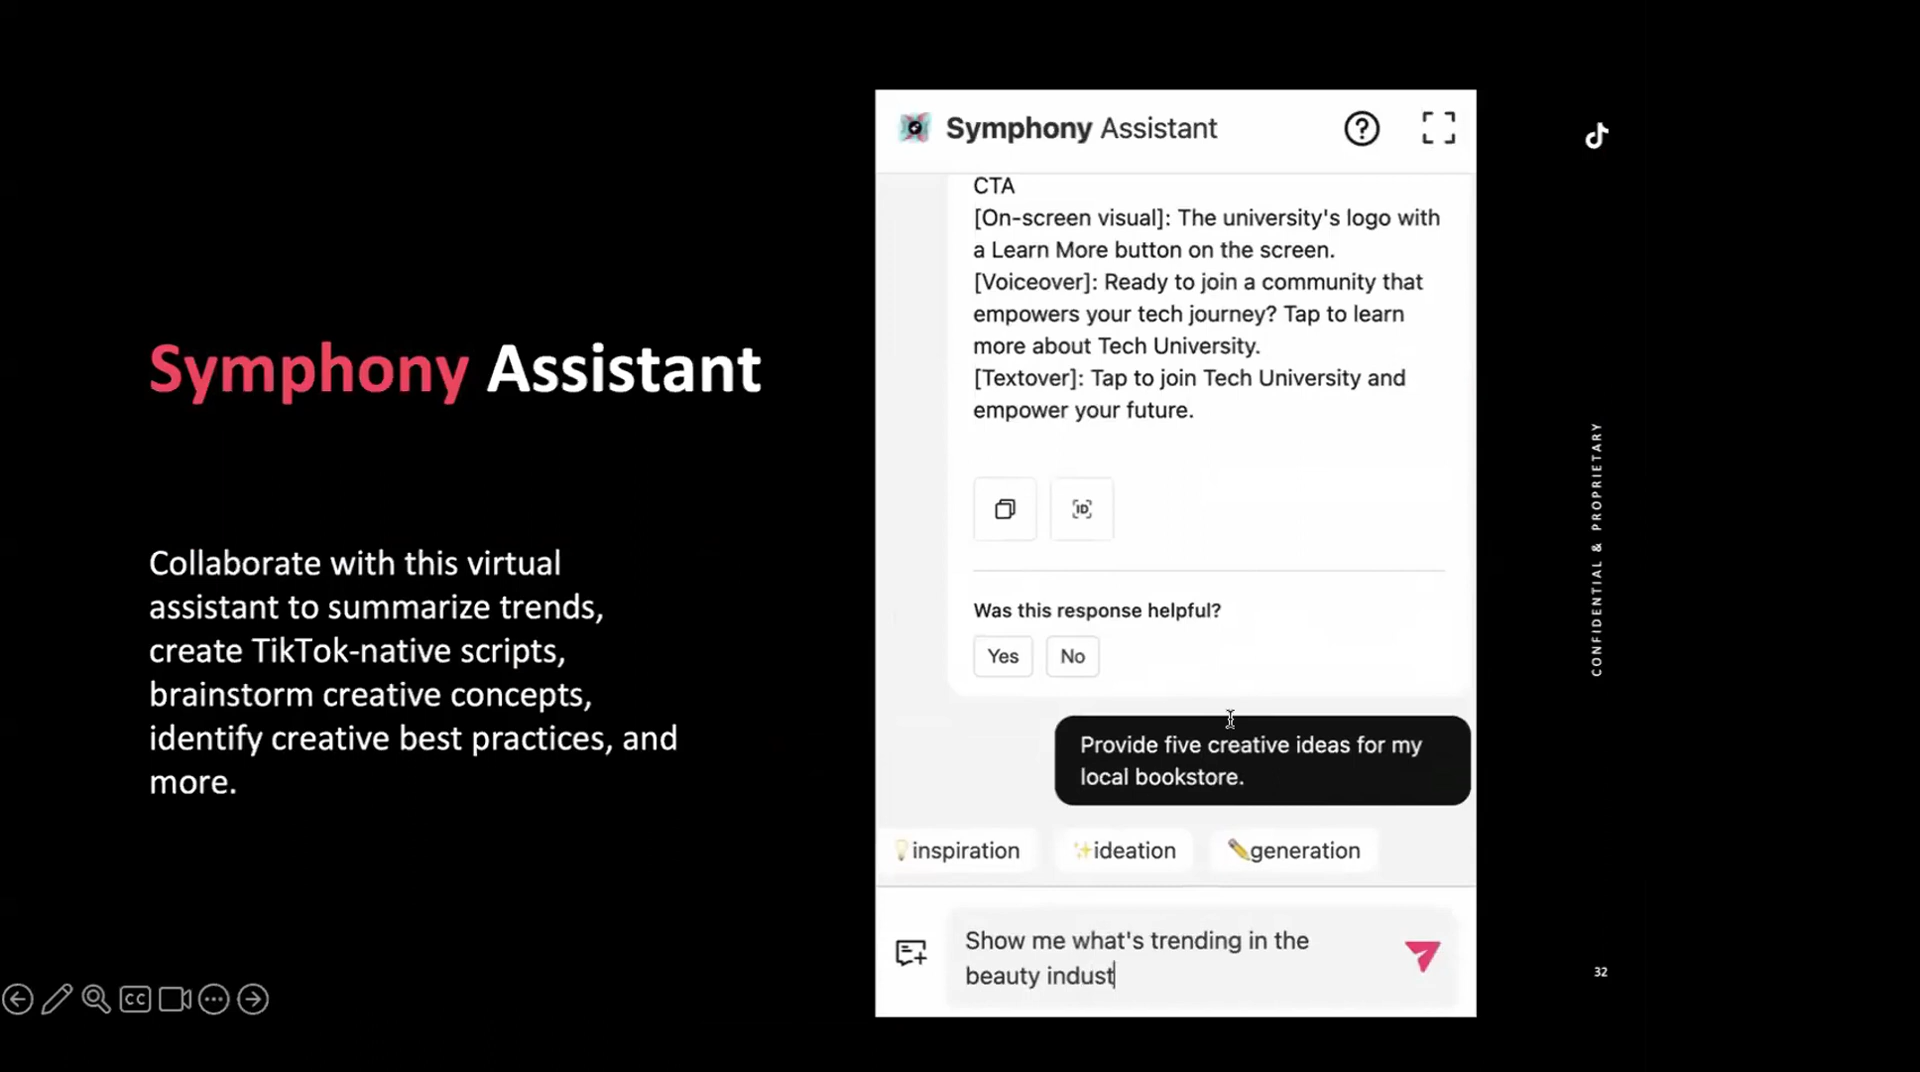 Symphony Assistant
Collaborate with this virtual
assistant to summarize trends,
create TikTok-native scripts,
brainstorm creative concepts,
identify creative best practices, and
more.
Symphony Assistant
CTA
[On-screen visual]: The university's logo with
a Learn More button on the screen.
[Voiceover]: Ready to join a community that
empowers your tech journey? Tap to learn
more about Tech University.
[Textover]: Tap to join Tech University and
empower your future.
ID
Was this response helpful?
Yes No
Provide five creative ideas for my
local bookstore.
inspiration ideation generation
Show me what's trending in the
beauty indust
CONFIDENTIAL & PROPRIETARY
32
CC